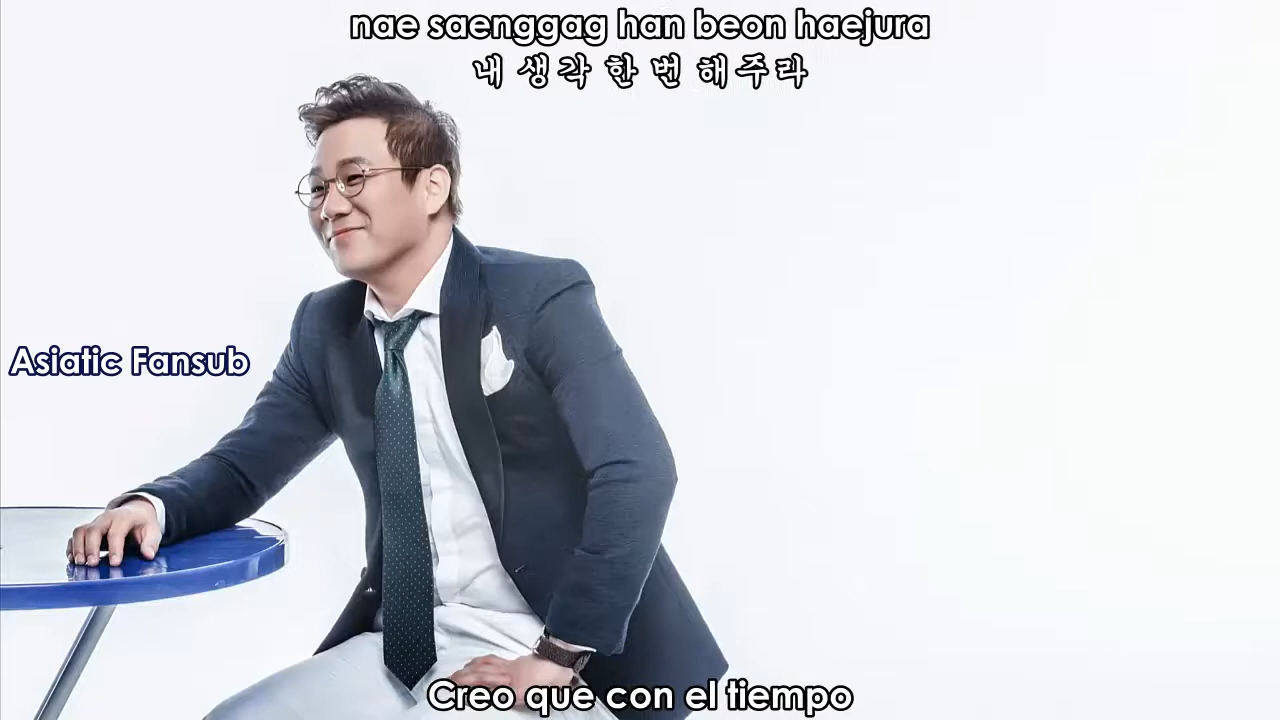 nae saenggag han beon haejura
내 생각 한 번 해주라
Asiatic Fansub
Creo que con el tiempo